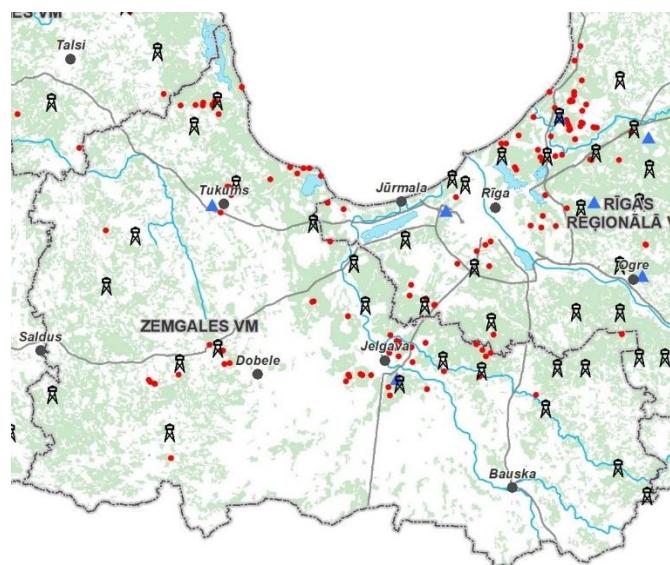 ES VM
Talsi
Tukums
Jūrmala
Rīga
RĪGAS
REĢIONĀLĀ V
Ogre
ZEMGALES VM
Saldus
Dobele
Jelgava
Bauska